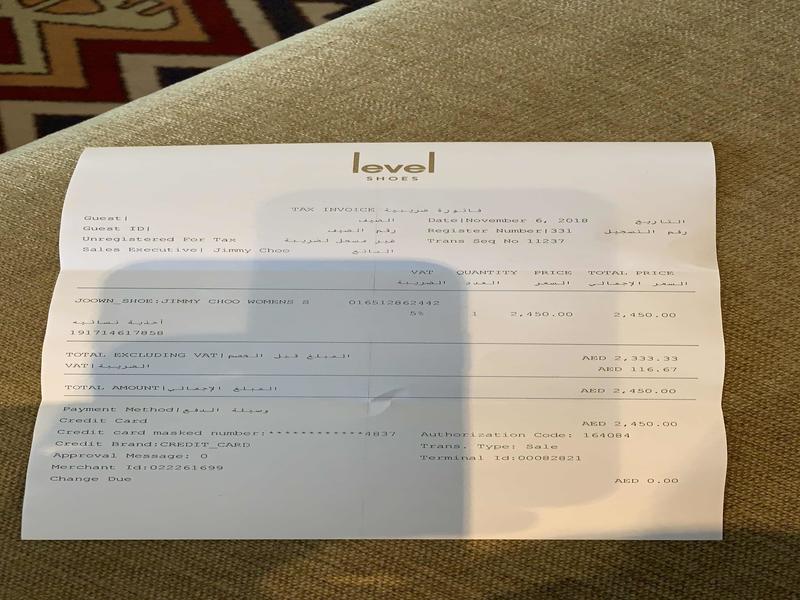 level
SHOES
TAX INVOICE فاتورة ضريبية
Guest| الضيف Date|November 6, 2018 التاريخ
Guest ID| رقم الضيف Register Number|331 رقم التسجيل
Unregistered For Tax غير مسجل لضريبة Trans Seq No 11237
Sales Executive| Jimmy Choo البائع
VAT QUANTITY PRICE TOTAL PRICE
الضريبة العدد السعر السعر الإجمالي
JOOWN_SHOE:JIMMY CHOO WOMENS S 016512862442
5% 1 2,450.00 2,450.00
أحذية نسائيه
191714617858
TOTAL EXCLUDING VAT| المبلغ قبل الخصم AED 2,333.33
VAT| الضريبة AED 116.67
TOTAL AMOUNT| المبلغ الإجمالي AED 2,450.00
Payment Method| وسيلة الدفع
Credit Card AED 2,450.00
Credit card masked number:************4837 Authorization Code: 164084
Credit Brand:CREDIT_CARD Trans. Type: Sale
Approval Message: 0 Terminal Id:00082821
Merchant Id:022261699
Change Due AED 0.00